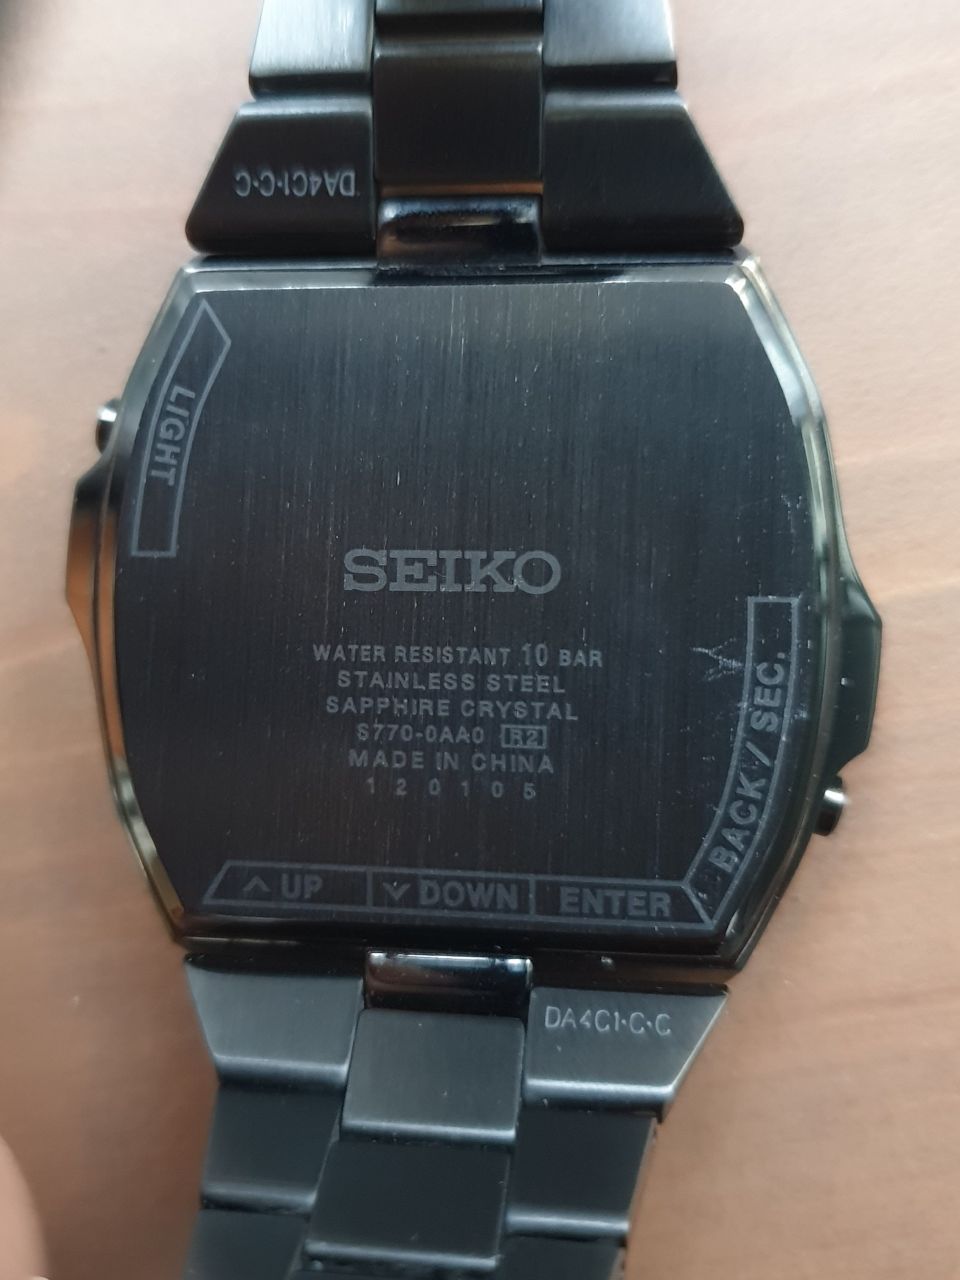 DA4C1·C·C
LIGHT
SEIKO
WATER RESISTANT 10 BAR
STAINLESS STEEL
SAPPHIRE CRYSTAL
S770-0AA0 R2
MADE IN CHINA
120105
BACK / SEC.
UP
DOWN
ENTER
DA4C1·C·C